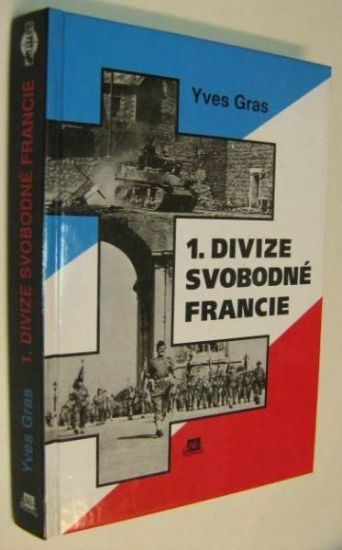 Yves Gras
1. DIVIZE
SVOBODNÉ
FRANCIE
Yves Gras 1. DIVIZE SVOBODNÉ FRANCIE